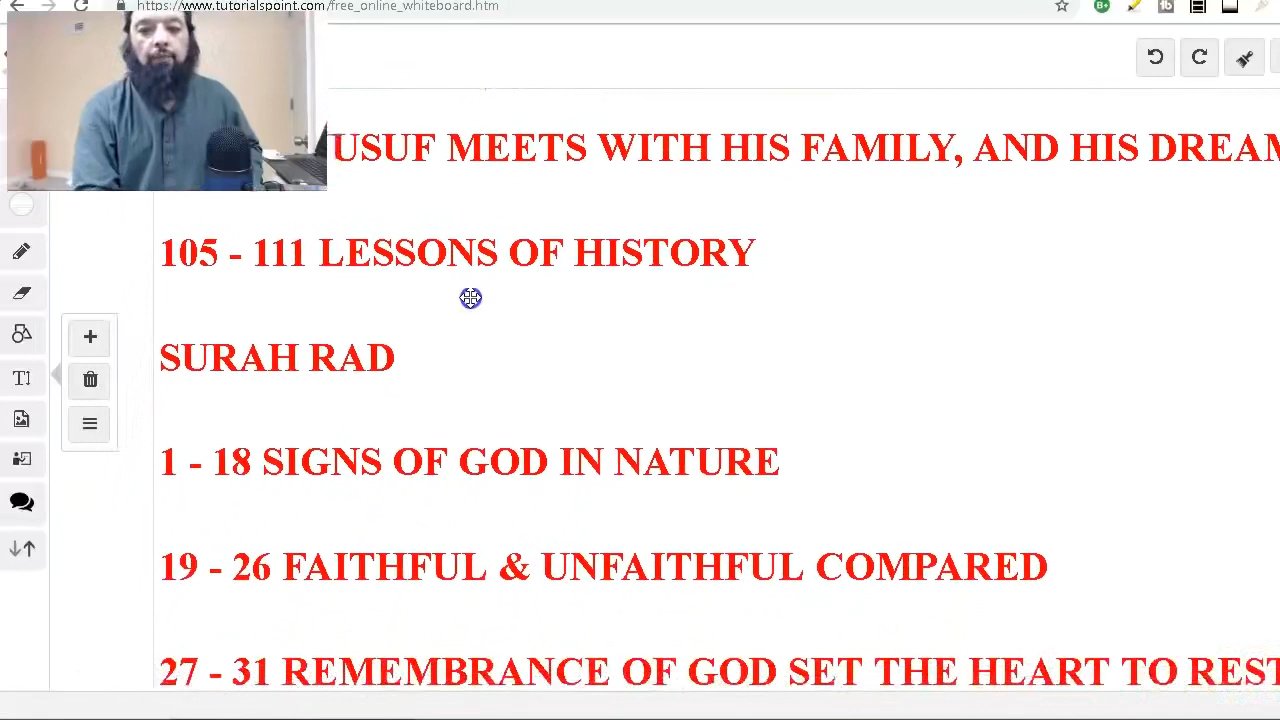 https://www.tutorialspoint.com/free_online_whiteboard.htm
USUF MEETS WITH HIS FAMILY, AND HIS DREAM
105 - 111 LESSONS OF HISTORY
SURAH RAD
1 - 18 SIGNS OF GOD IN NATURE
19 - 26 FAITHFUL & UNFAITHFUL COMPARED
27 - 31 REMEMBRANCE OF GOD SET THE HEART TO REST